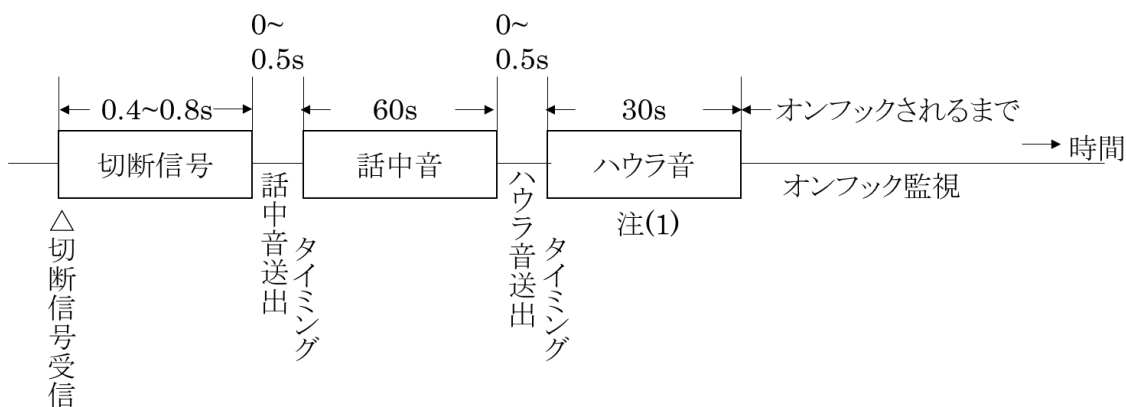 0~
0.5s
0~
0.5s
0.4~0.8s
60s
30s
オンフックされるまで
切断信号
話中音
ハウラ音
時間
オンフック監視
注(1)
△切断信号受信
話中音送出
タイミング
ハウラ音送出
タイミング